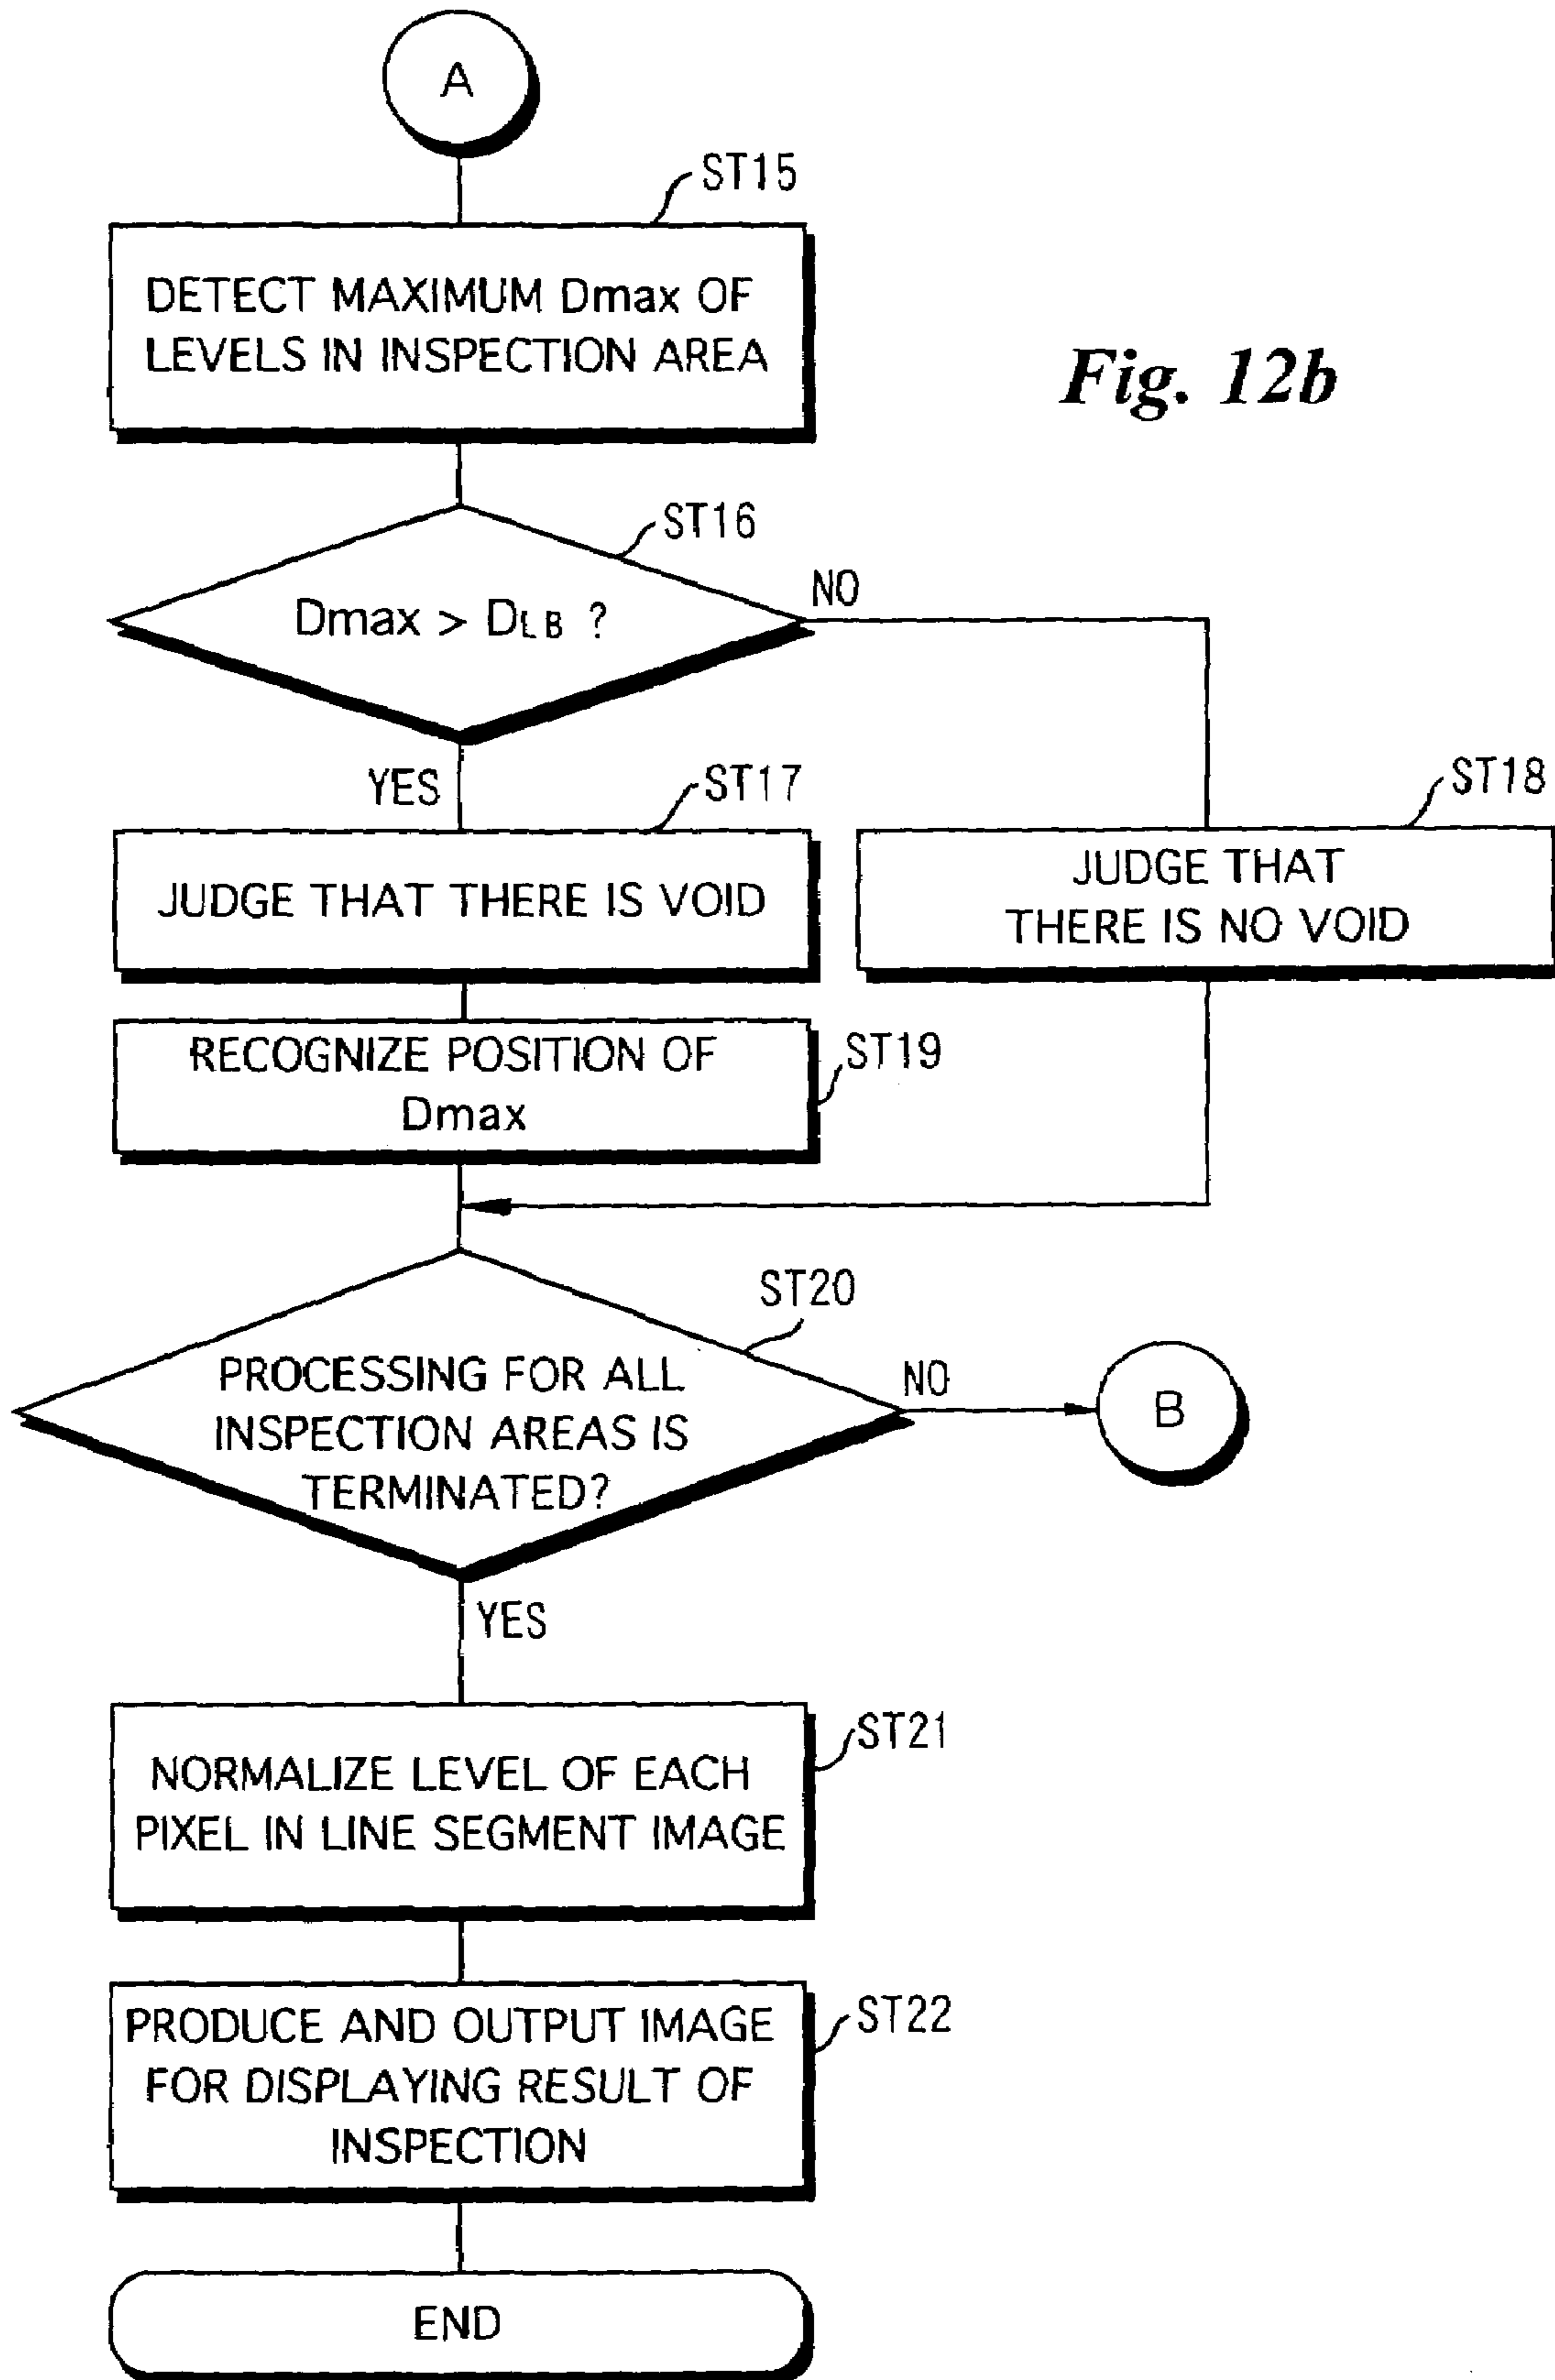 A
ST15
DETECT MAXIMUM Dmax OF
LEVELS IN INSPECTION AREA
Fig. 12b
ST16
Dmax > DLB ?
NO
YES
ST17
JUDGE THAT THERE IS VOID
ST18
JUDGE THAT
THERE IS NO VOID
RECOGNIZE POSITION OF
Dmax
ST19
ST20
PROCESSING FOR ALL
INSPECTION AREAS IS
TERMINATED?
NO
B
YES
ST21
NORMALIZE LEVEL OF EACH
PIXEL IN LINE SEGMENT IMAGE
ST22
PRODUCE AND OUTPUT IMAGE
FOR DISPLAYING RESULT OF
INSPECTION
END